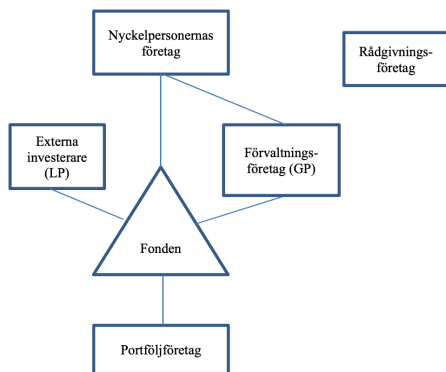 Nyckelpersonernas
företag
Rådgivnings-
företag
Externa
investerare
(LP)
Förvaltnings-
företag (GP)
Fonden
Portföljföretag